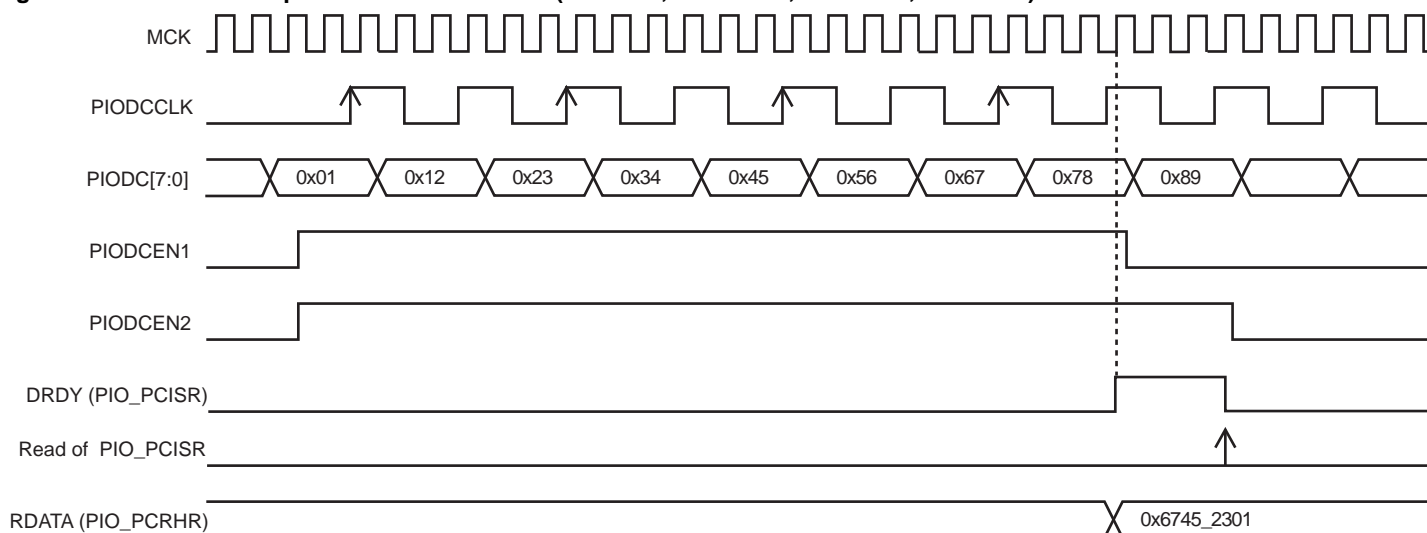 MCK
PIODCCLK
PIODC[7:0] 0x01 0x12 0x23 0x34 0x45 0x56 0x67 0x78 0x89
PIODCEN1
PIODCEN2
DRDY (PIO_PCISR)
Read of PIO_PCISR
RDATA (PIO_PCRHR) 0x6745_2301